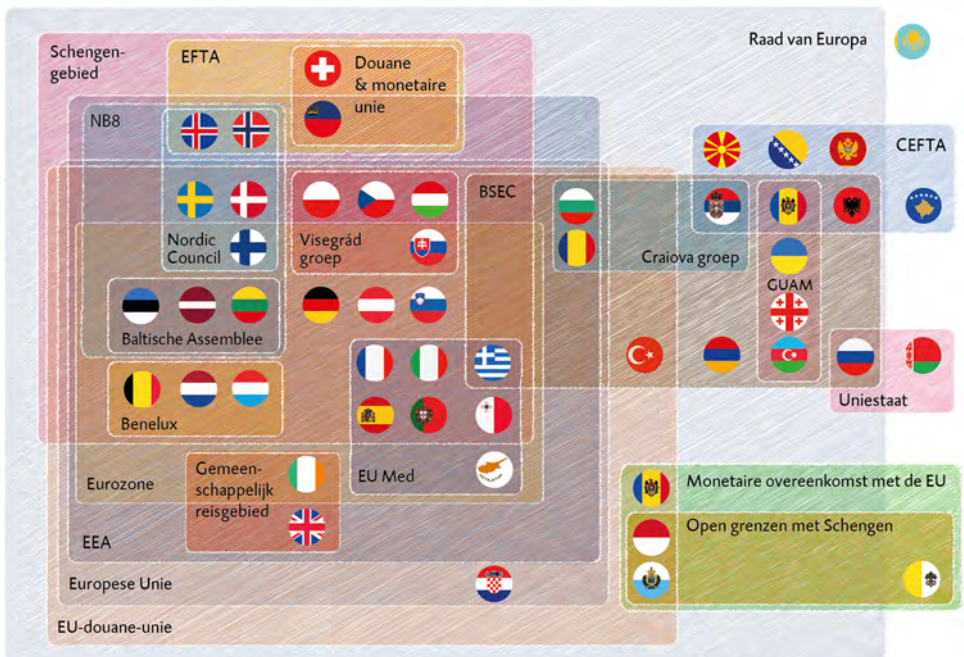 Raad van Europa
Schengen-
gebied
EFTA
Douane
& monetaire
unie
NB8
CEFTA
BSEC
Nordic
Council
Visegrád
groep
Craiova groep
GUAM
Baltische Assemblee
Uniestaat
Benelux
Eurozone
Gemeen-
schappelijk
reisgebied
EU Med
Monetaire overeenkomst met de EU
Open grenzen met Schengen
EEA
Europese Unie
EU-douane-unie